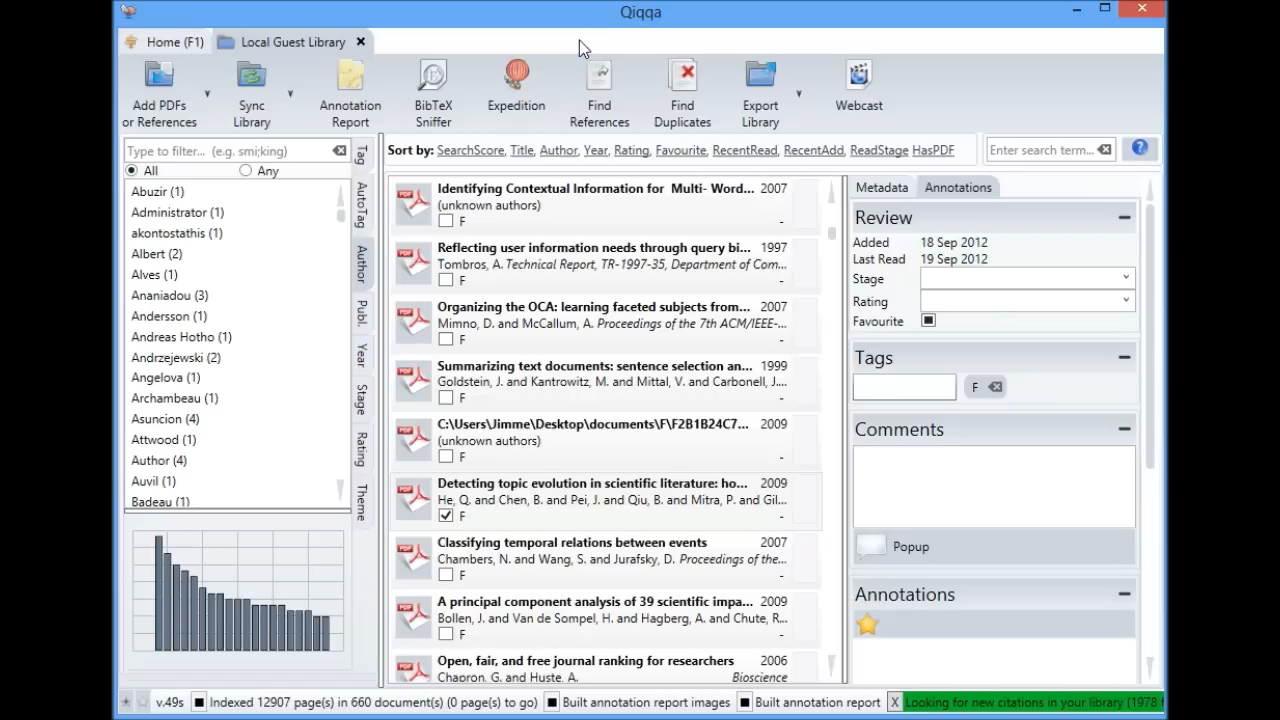 Qiqqa
Home (F1)
Local Guest Library
Add PDFs
or References
Sync
Library
Annotation
Report
BibTeX
Sniffer
Expedition
Find
References
Find
Duplicates
Export
Library
Webcast
Type to filter... (e.g. smi;king)
All
Any
Abuzir (1)
Administrator (1)
akontostathis (1)
Albert (2)
Alves (1)
Ananiadou (3)
Andersson (1)
Andreas Hotho (1)
Andrzejewski (2)
Angelova (1)
Archambeau (1)
Asuncion (4)
Attwood (1)
Author (4)
Auvil (1)
Badeau (1)
Tag
AutoTag
Author
Publ.
Year
Stage
Rating
Theme
Sort by: SearchScore, Title, Author, Year, Rating, Favourite, RecentRead, RecentAdd, ReadStage HasPDF
Enter search term...
Identifying Contextual Information for Multi- Word... 2007
(unknown authors)
F -
Reflecting user information needs through query bi... 1997
Tombros, A. Technical Report, TR-1997-35, Department of Com...
F -
Organizing the OCA: learning faceted subjects from... 2007
Mimno, D. and McCallum, A. Proceedings of the 7th ACM/IEEE-...
F -
Summarizing text documents: sentence selection an... 1999
Goldstein, J. and Kantrowitz, M. and Mittal, V. and Carbonell, J....
F -
C:\Users\Jimme\Desktop\documents\F\F2B1B24C7... 2009
(unknown authors)
F -
Detecting topic evolution in scientific literature: ho... 2009
He, Q. and Chen, B. and Pei, J. and Qiu, B. and Mitra, P. and Gil...
F -
Classifying temporal relations between events 2007
Chambers, N. and Wang, S. and Jurafsky, D. Proceedings of the...
F -
A principal component analysis of 39 scientific impa... 2009
Bollen, J. and Van de Sompel, H. and Hagberg, A. and Chute, R...
F -
Open, fair, and free journal ranking for researchers 2006
Chapron, G. and Huste, A. Bioscience
Metadata
Annotations
Review
Added 18 Sep 2012
Last Read 19 Sep 2012
Stage
Rating
Favourite
Tags
F
Comments
Popup
Annotations
v.49s
Indexed 12907 page(s) in 660 document(s) (0 page(s) to go)
Built annotation report images
Built annotation report
X
Looking for new citations in your library (1978